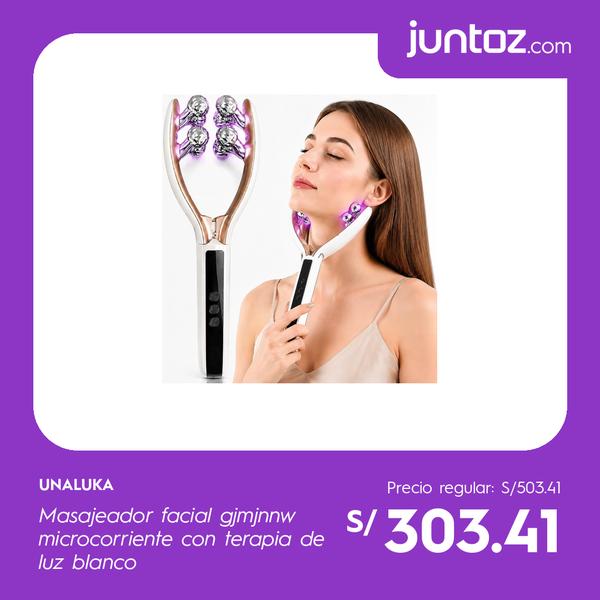 juntoz.com
UNALUKA
Masajeador facial gjmjnnw
microcorriente con terapia de
luz blanco
Precio regular: S/503.41
S/303.41